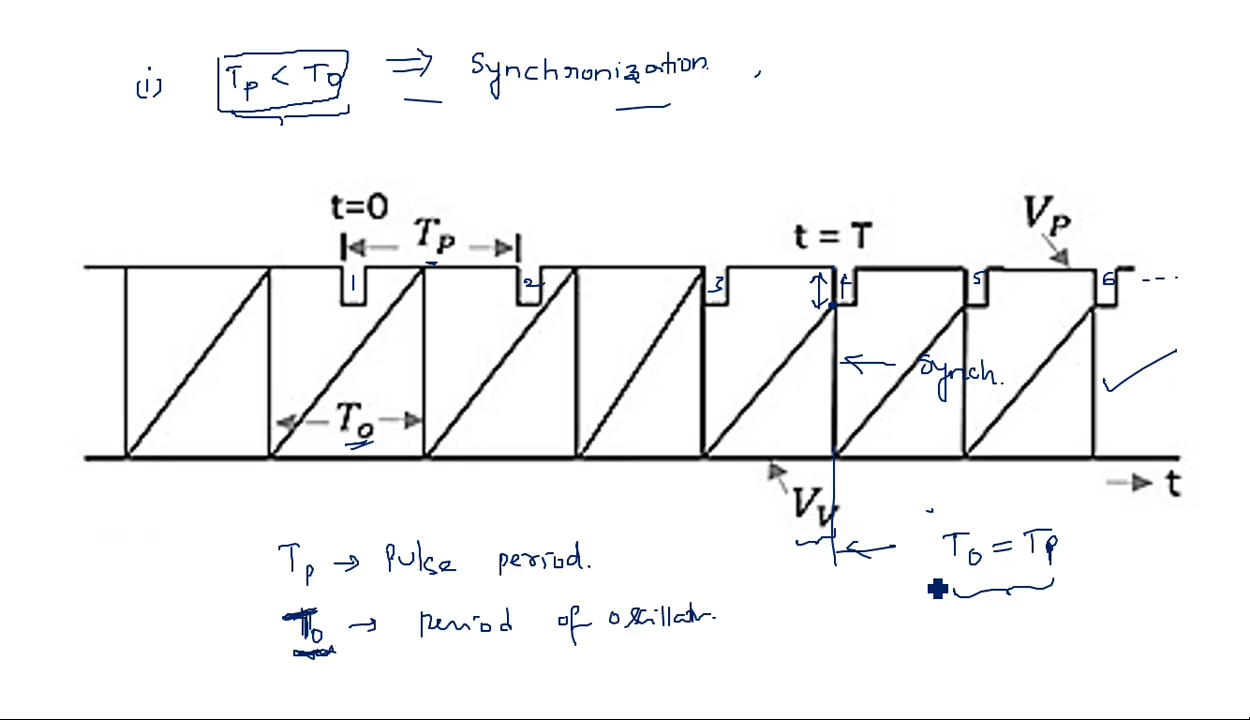 (i) Tp < To ⇒ Synchronization,
t=0
Tp
t = T
VP
1 2 3 4 5 6 ---
Synch.
To
t
VV
To = Tp
Tp → Pulse period.
To → period of oscillator.